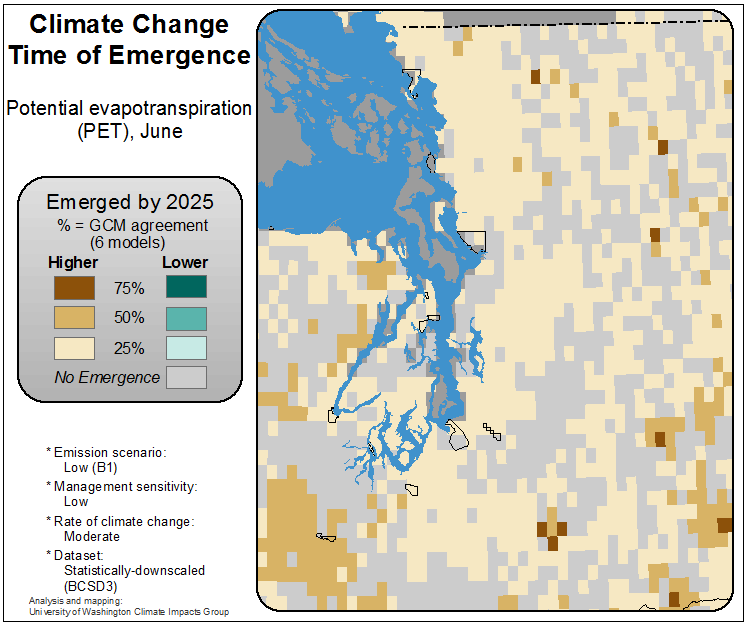 Climate Change
Time of Emergence
Potential evapotranspiration
(PET), June
Emerged by 2025
% = GCM agreement
(6 models)
Higher Lower
75%
50%
25%
No Emergence
* Emission scenario:
Low (B1)
* Management sensitivity:
Low
* Rate of climate change:
Moderate
* Dataset:
Statistically-downscaled
(BCSD3)
Analysis and mapping:
University of Washington Climate Impacts Group